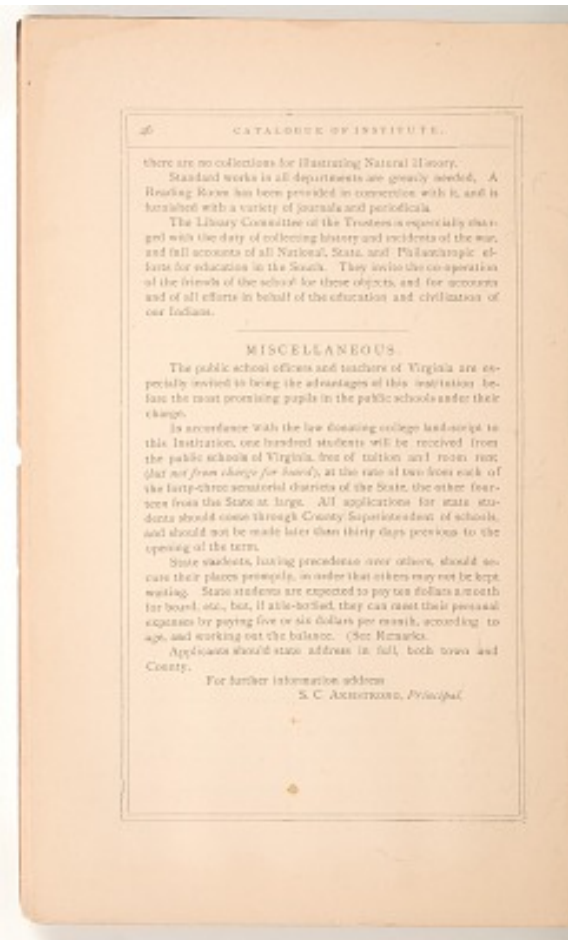 26 CATALOGUE OF INSTITUTE.
there are no collections for illustrating Natural History.
Standard works in all departments are greatly needed. A
Reading Room has been provided in connection with it, and is
furnished with a variety of journals and periodicals.
The Library Committee of the Trustees is especially char-
ged with the duty of collecting history and incidents of the war,
and full accounts of all National, State, and Philanthropic ef-
forts for education in the South. They invite the co-operation
of the friends of the school for these objects, and for accounts
and of all efforts in behalf of the education and civilization of
our Indians.
MISCELLANEOUS.
The public school officers and teachers of Virginia are es-
pecially invited to bring the advantages of this institution be-
fore the most promising pupils in the public schools under their
charge.
In accordance with the law donating college land-script to
this Institution, one hundred students will be received from
the public schools of Virginia, free of tuition and room rent
(but not from charge for board), at the rate of two from each of
the forty-three senatorial districts of the State, the other four-
teen from the State at large. All applications for state stu-
dents should come through County Superintendent of schools,
and should not be made later than thirty days previous to the
opening of the term.
State students, having precedence over others, should se-
cure their places promptly, in order that others may not be kept
waiting. State students are expected to pay ten dollars a month
for board, etc., but, if able-bodied, they can meet their personal
expenses by paying five or six dollars per month, according to
age, and working out the balance. (See Remarks.
Applicants should state address in full, both town and
County.
For further information address
S. C. ARMSTRONG, Principal.